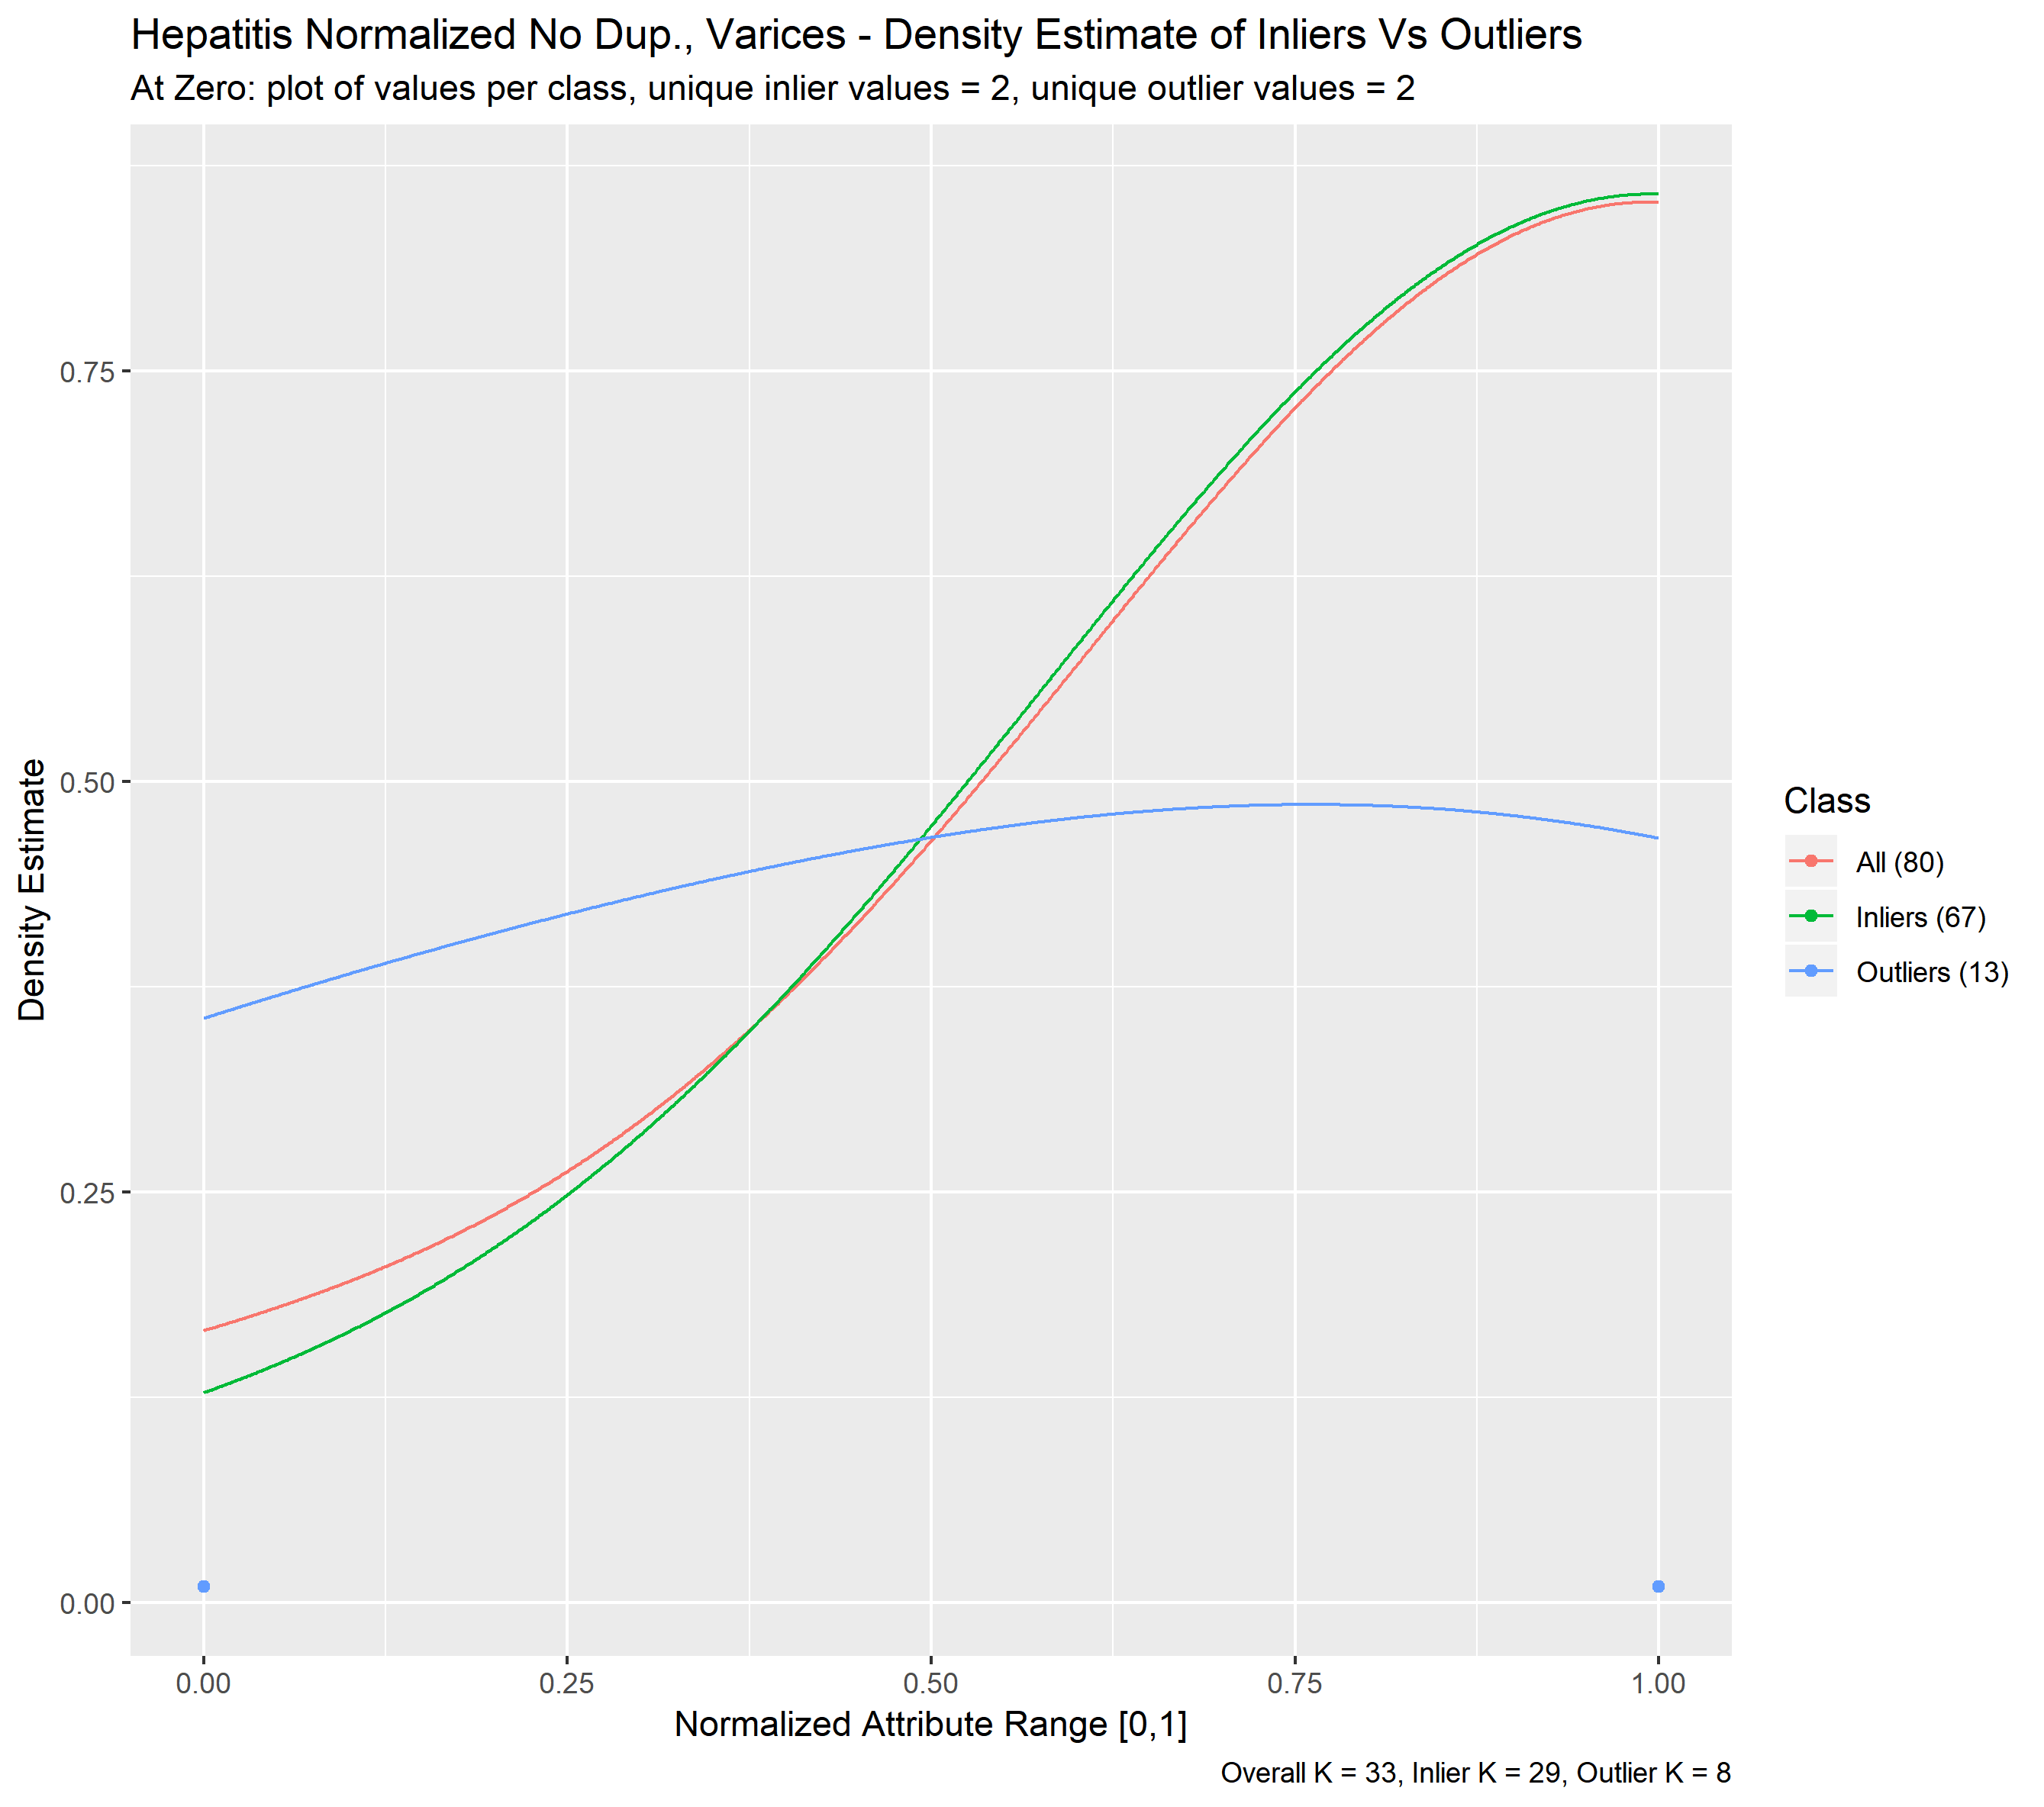 Hepatitis Normalized No Dup., Varices - Density Estimate of Inliers Vs Outliers
At Zero: plot of values per class, unique inlier values = 2, unique outlier values = 2
Density Estimate
0.75
0.50
0.25
0.00
0.00 0.25 0.50 0.75 1.00
Normalized Attribute Range [0,1]
Class
All (80)
Inliers (67)
Outliers (13)
Overall K = 33, Inlier K = 29, Outlier K = 8